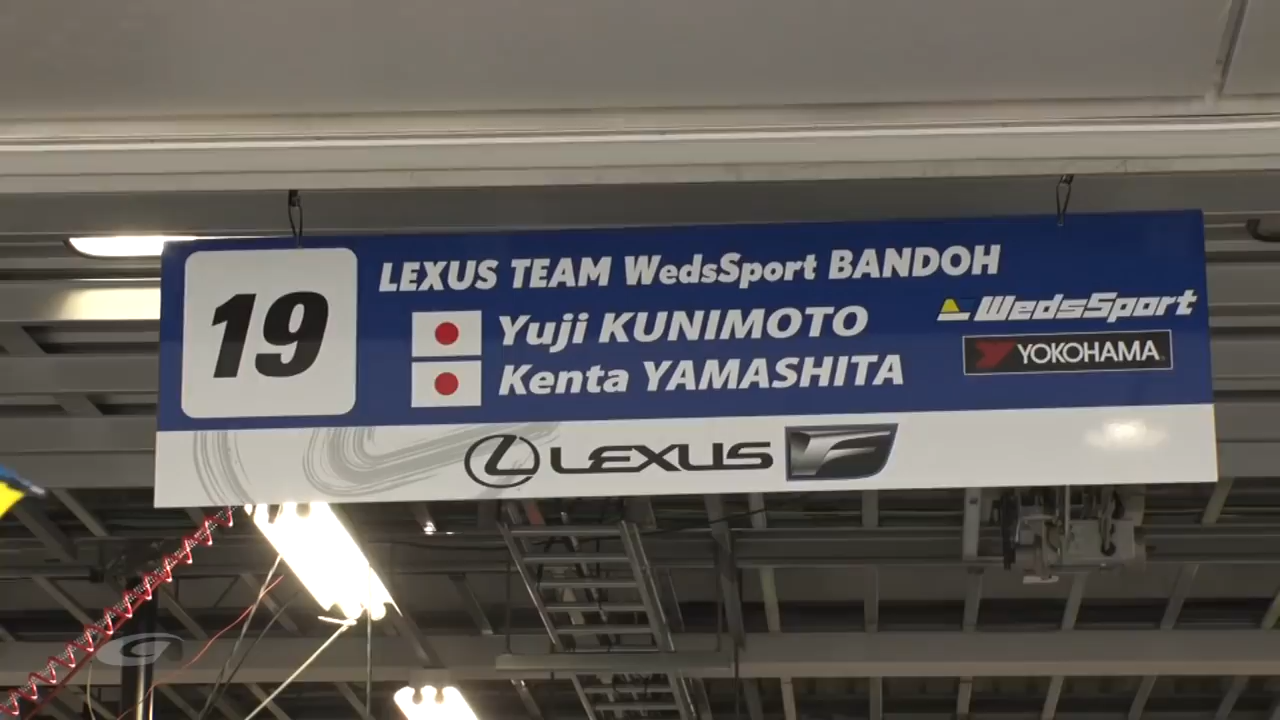 19
LEXUS TEAM WedsSport BANDOH
Yuji KUNIMOTO
Kenta YAMASHITA
WedsSport
YOKOHAMA
LEXUS F